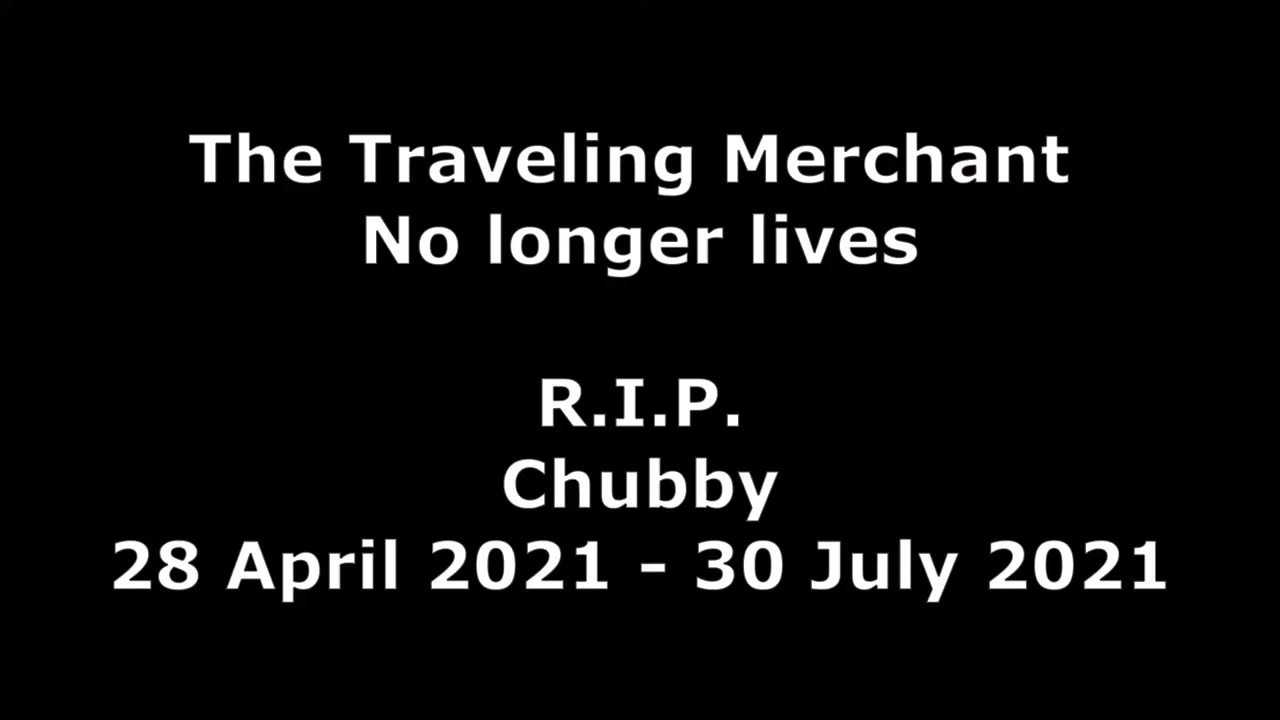 The Traveling Merchant
No longer lives
R.I.P.
Chubby
28 April 2021 - 30 July 2021